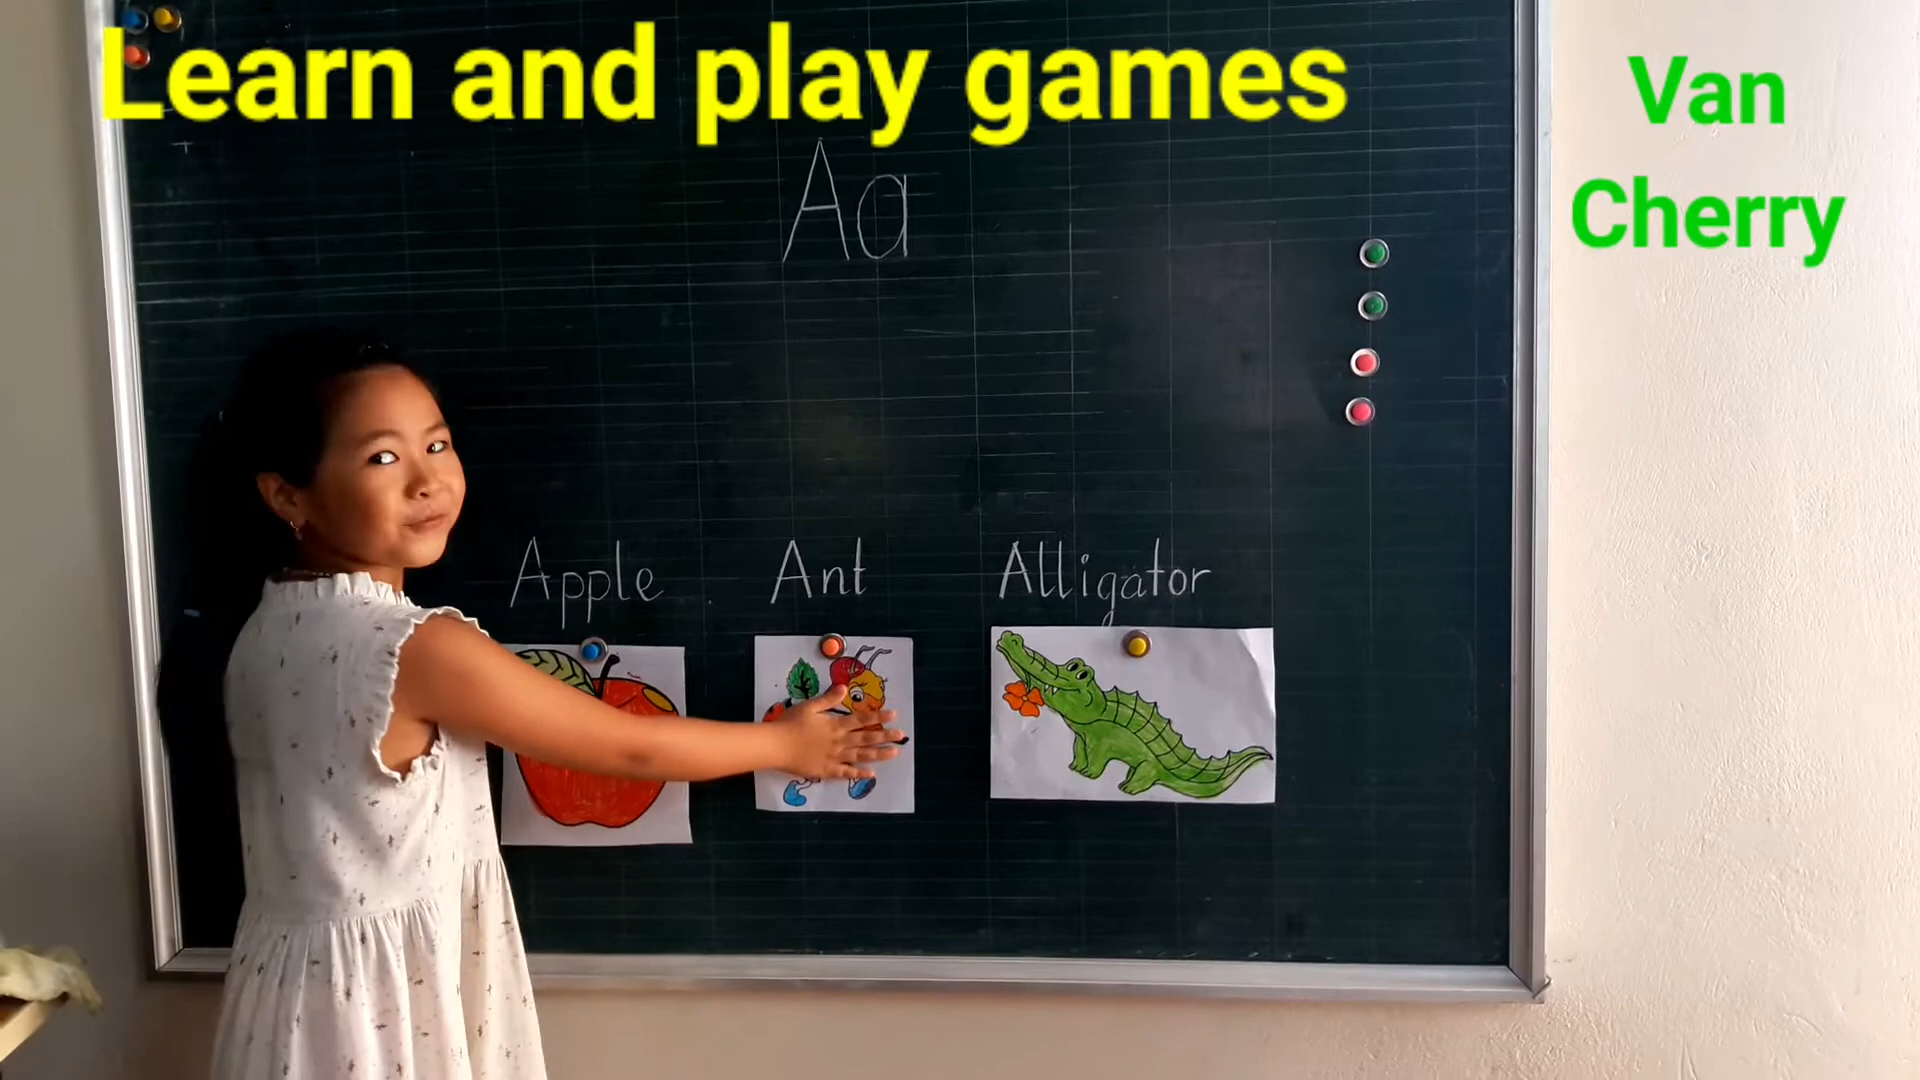 Learn and play games
Van
Cherry
Aa
Apple
Ant
Alligator